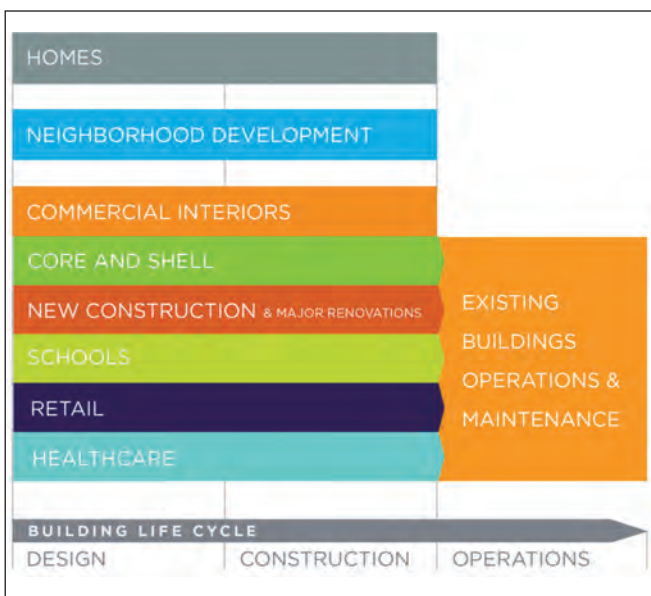 HOMES
NEIGHBORHOOD DEVELOPMENT
COMMERCIAL INTERIORS
CORE AND SHELL
NEW CONSTRUCTION & MAJOR RENOVATIONS
SCHOOLS
RETAIL
HEALTHCARE
EXISTING
BUILDINGS
OPERATIONS &
MAINTENANCE
BUILDING LIFE CYCLE
DESIGN
CONSTRUCTION
OPERATIONS